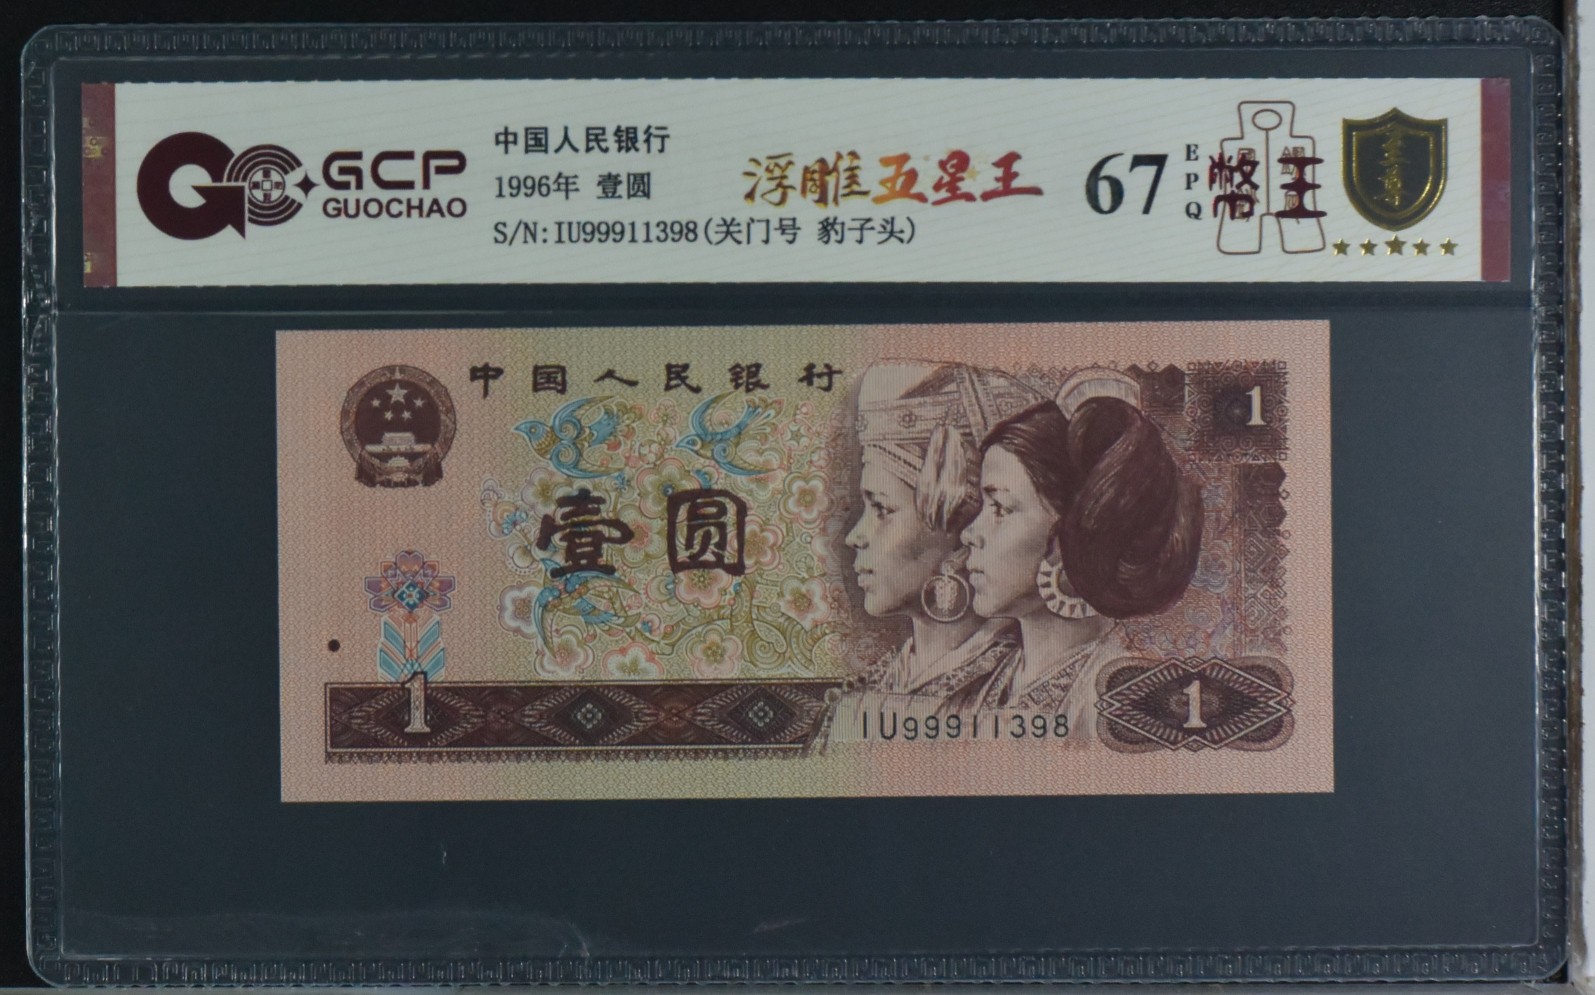 GCP
GUOCHAO
中国人民银行
1996年 壹圆
S/N:IU99911398(关门号 豹子头)
浮雕五星王
67
EPQ
至尊
中国人民银行
1
壹圆
1
IU99911398
1